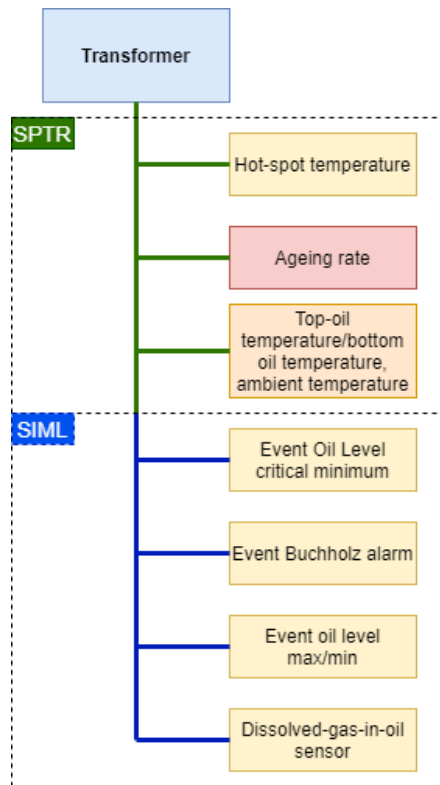 Transformer
SPTR
Hot-spot temperature
Ageing rate
Top-oil
temperature/bottom
oil temperature,
ambient temperature
SIML
Event Oil Level
critical minimum
Event Buchholz alarm
Event oil level
max/min
Dissolved-gas-in-oil
sensor